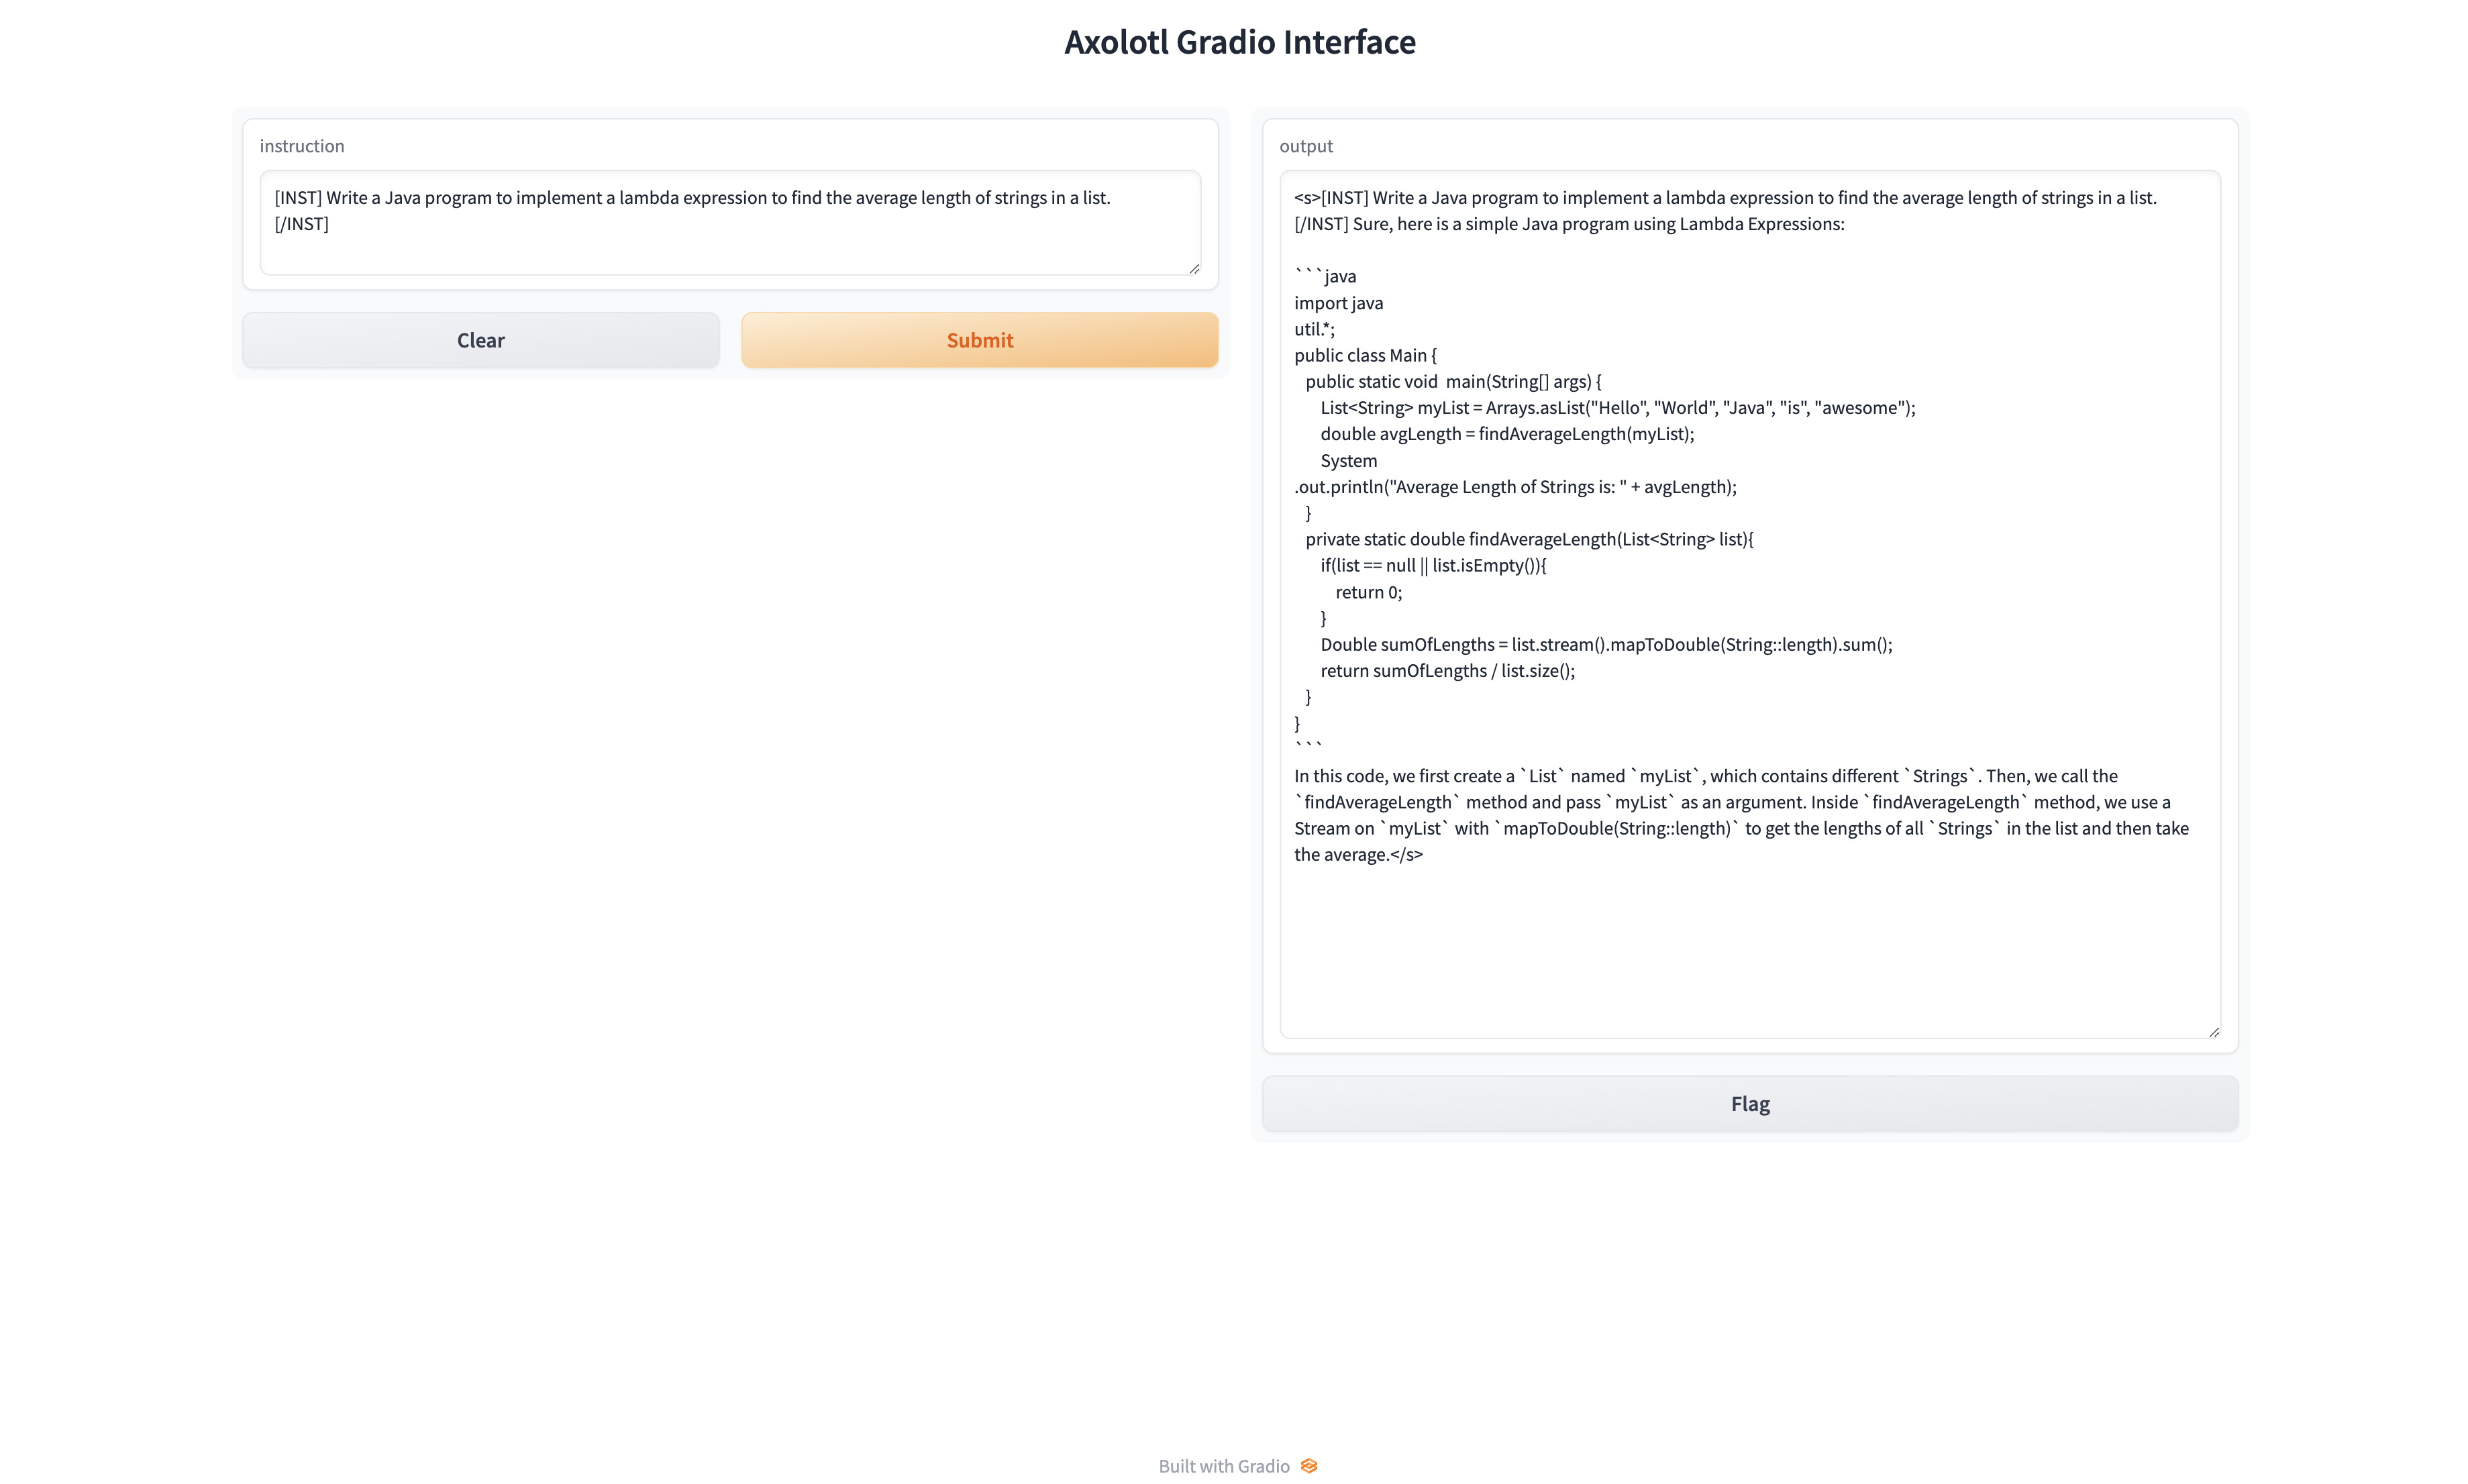 Axolotl Gradio Interface
instruction
[INST] Write a Java program to implement a lambda expression to find the average length of strings in a list.
[/INST]
Clear
Submit
output
<s>[INST] Write a Java program to implement a lambda expression to find the average length of strings in a list.
[/INST] Sure, here is a simple Java program using Lambda Expressions:
```java
import java
util.*;
public class Main {
   public static void  main(String[] args) {
       List<String> myList = Arrays.asList("Hello", "World", "Java", "is", "awesome");
       double avgLength = findAverageLength(myList);
       System
.out.println("Average Length of Strings is: " + avgLength);
   }
   private static double findAverageLength(List<String> list){
       if(list == null || list.isEmpty()){
           return 0;
       }
       Double sumOfLengths = list.stream().mapToDouble(String::length).sum();
       return sumOfLengths / list.size();
   }
}
```
In this code, we first create a `List` named `myList`, which contains different `Strings`. Then, we call the
`findAverageLength` method and pass `myList` as an argument. Inside `findAverageLength` method, we use a
Stream on `myList` with `mapToDouble(String::length)` to get the lengths of all `Strings` in the list and then take
the average.</s>
Flag
Built with Gradio